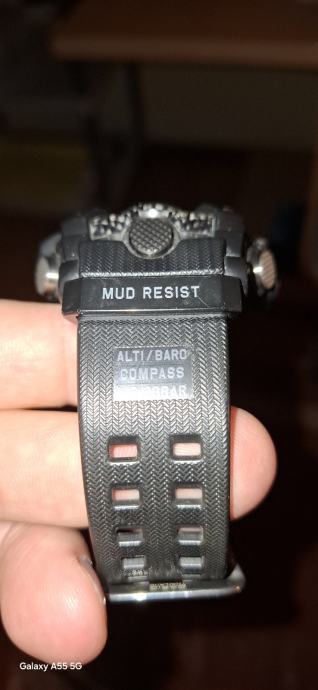 MUD RESIST
ALTI/BARO
COMPASS
Galaxy A55 5G